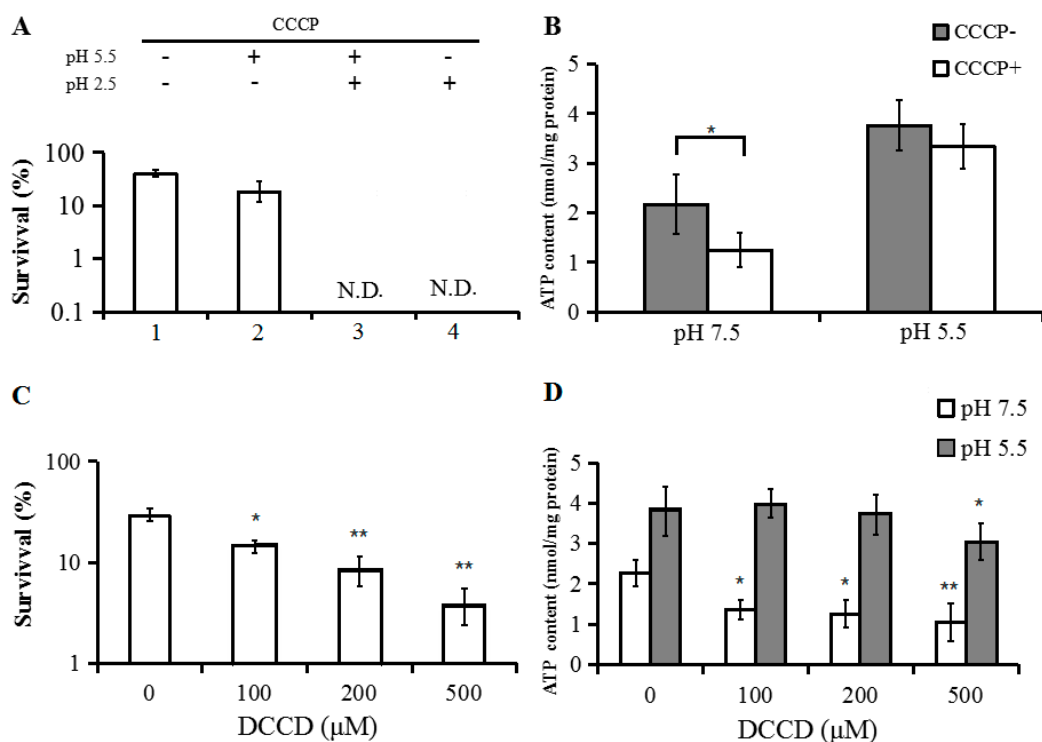 A
CCCP
pH 5.5 - + + -
pH 2.5 - - + +
Survivval (%)
100
10
1
0.1
N.D. N.D.
1 2 3 4
B
CCCP-
CCCP+
ATP content (nmol/mg protein)
5
4
3
2
1
0
*
pH 7.5 pH 5.5
C
Survivval (%)
100
10
1
* ** **
0 100 200 500
DCCD (μM)
D
pH 7.5
pH 5.5
ATP content (nmol/mg protein)
5
4
3
2
1
0
* * ** *
0 100 200 500
DCCD (μM)